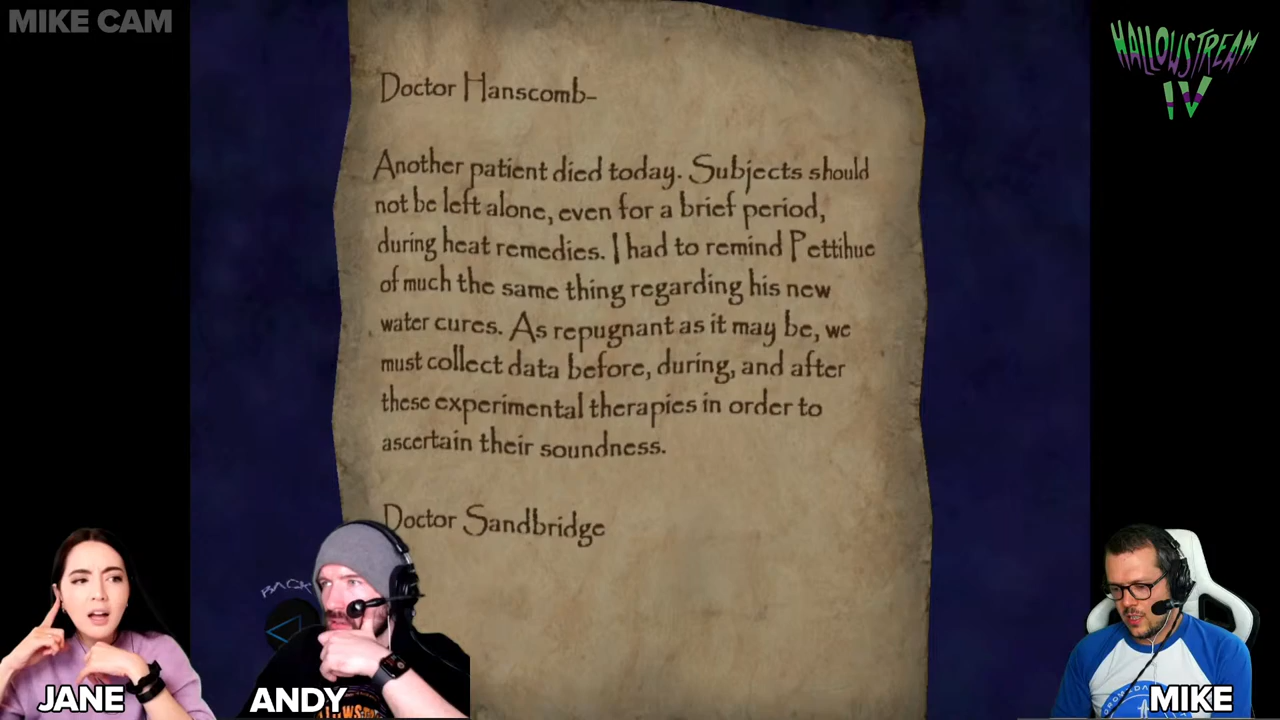 MIKE CAM
HALLOWSTREAM
IV
Doctor Hanscomb-
Another patient died today. Subjects should
not be left alone, even for a brief period,
during heat remedies. I had to remind Pettihue
of much the same thing regarding his new
water cures. As repugnant as it may be, we
must collect data before, during, and after
these experimental therapies in order to
ascertain their soundness.
Doctor Sandbridge
BACK
JANE
ANDY
MIKE